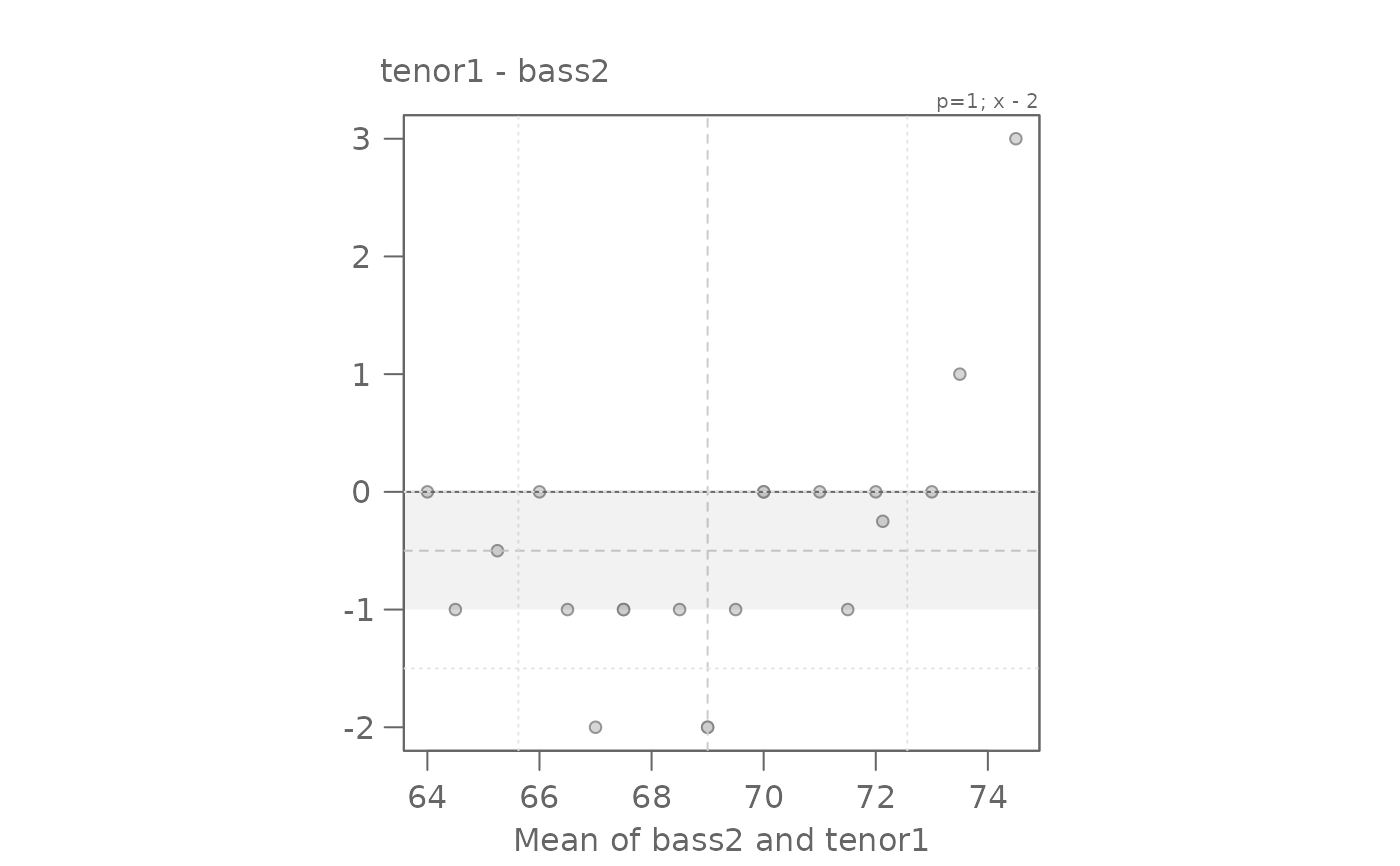 tenor1 - bass2
p=1; x - 2
3
2
1
0
-1
-2
64 66 68 70 72 74
Mean of bass2 and tenor1